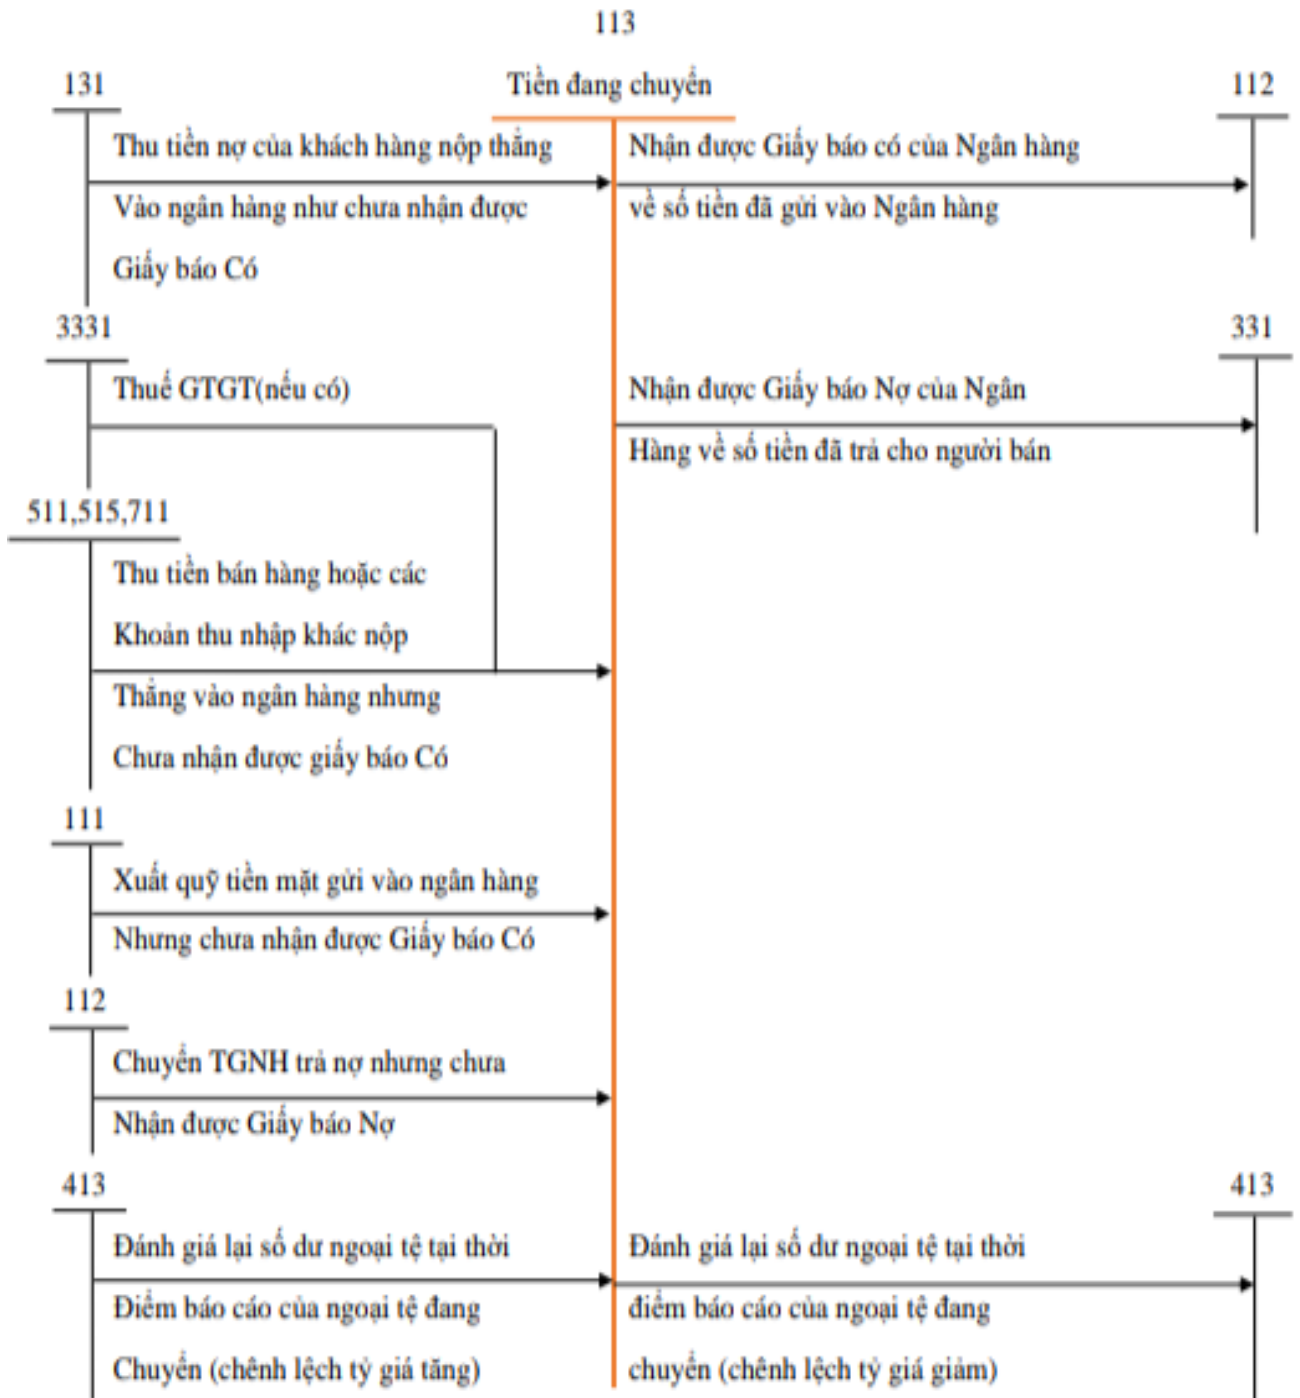 113
Tiền đang chuyển
131
112
Thu tiền nợ của khách hàng nộp thẳng
Vào ngân hàng như chưa nhận được
Giấy báo Có
Nhận được Giấy báo có của Ngân hàng
về số tiền đã gửi vào Ngân hàng
3331
331
Thuế GTGT(nếu có)
Nhận được Giấy báo Nợ của Ngân
Hàng về số tiền đã trả cho người bán
511,515,711
Thu tiền bán hàng hoặc các
Khoản thu nhập khác nộp
Thẳng vào ngân hàng nhưng
Chưa nhận được giấy báo Có
111
Xuất quỹ tiền mặt gửi vào ngân hàng
Nhưng chưa nhận được Giấy báo Có
112
Chuyển TGNH trả nợ nhưng chưa
Nhận được Giấy báo Nợ
413
413
Đánh giá lại số dư ngoại tệ tại thời
Điểm báo cáo của ngoại tệ đang
Chuyển (chênh lệch tỷ giá tăng)
Đánh giá lại số dư ngoại tệ tại thời
điểm báo cáo của ngoại tệ đang
chuyển (chênh lệch tỷ giá giảm)